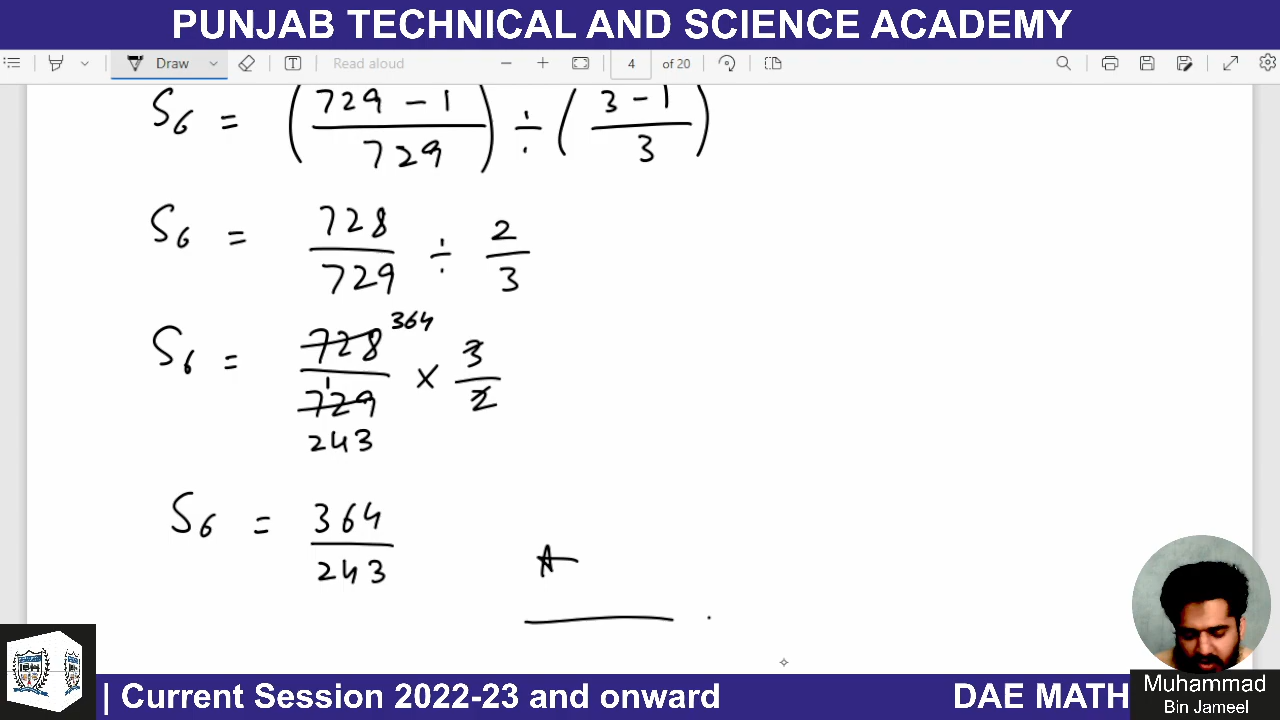 PUNJAB TECHNICAL AND SCIENCE ACADEMY
Draw Read aloud 4 of 20
S6 = (729 - 1 / 729) ÷ (3 - 1 / 3)
S6 = 728 / 729 ÷ 2 / 3
364
S6 = 728 / 729 × 3 / 2
1
243
S6 = 364 / 243
A
| Current Session 2022-23 and onward DAE MATH
Muhammad
Bin Jameel